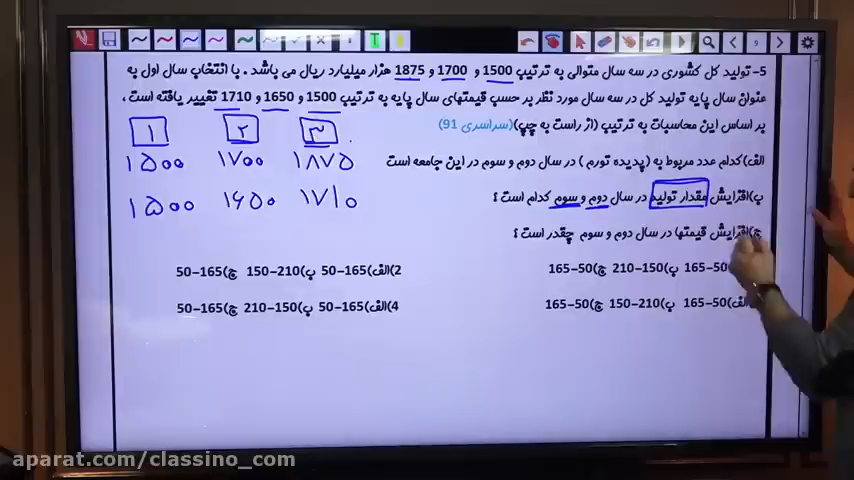 5- تولید کل کشوری در سه سال متوالی به ترتیب 1500 و 1700 و 1875 هزار میلیارد ریال می باشد . با انتخاب سال اول به
عنوان سال پایه تولید کل در سه سال مورد نظر بر حسب قیمتهای سال پایه به ترتیب 1500 و 1650 و 1710 تغییر یافته است ،
بر اساس این محاسبات به ترتیب (از راست به چپ)(سراسری 91)
۱ ۲ ۳
الف)کدام عدد مربوط به (پدیده تورم ) در سال دوم و سوم در این جامعه است
۱۵۰۰ ۱۷۰۰ ۱۸۷۵
ب)افزایش مقدار تولید در سال دوم و سوم کدام است ؟
۱۵۰۰ ۱۶۵۰ ۱۷۱۰
ج)افزایش قیمتها در سال دوم و سوم چقدر است ؟
50-165 ب)150-210 ج)50-165
2)الف)50-165 ب)210-150 ج)50-165
الف)50-165 ب)210-150 ج)50-165
4)الف)50-165 ب)150-210 ج)50-165
aparat.com/classino_com